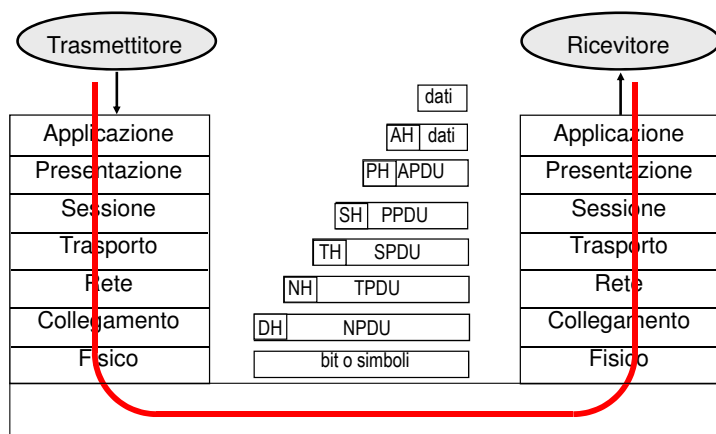 Trasmettitore
Ricevitore
dati
Applicazione
AH dati
Applicazione
Presentazione
PH APDU
Presentazione
Sessione
SH PPDU
Sessione
Trasporto
TH SPDU
Trasporto
Rete
NH TPDU
Rete
Collegamento
DH NPDU
Collegamento
Fisico
bit o simboli
Fisico